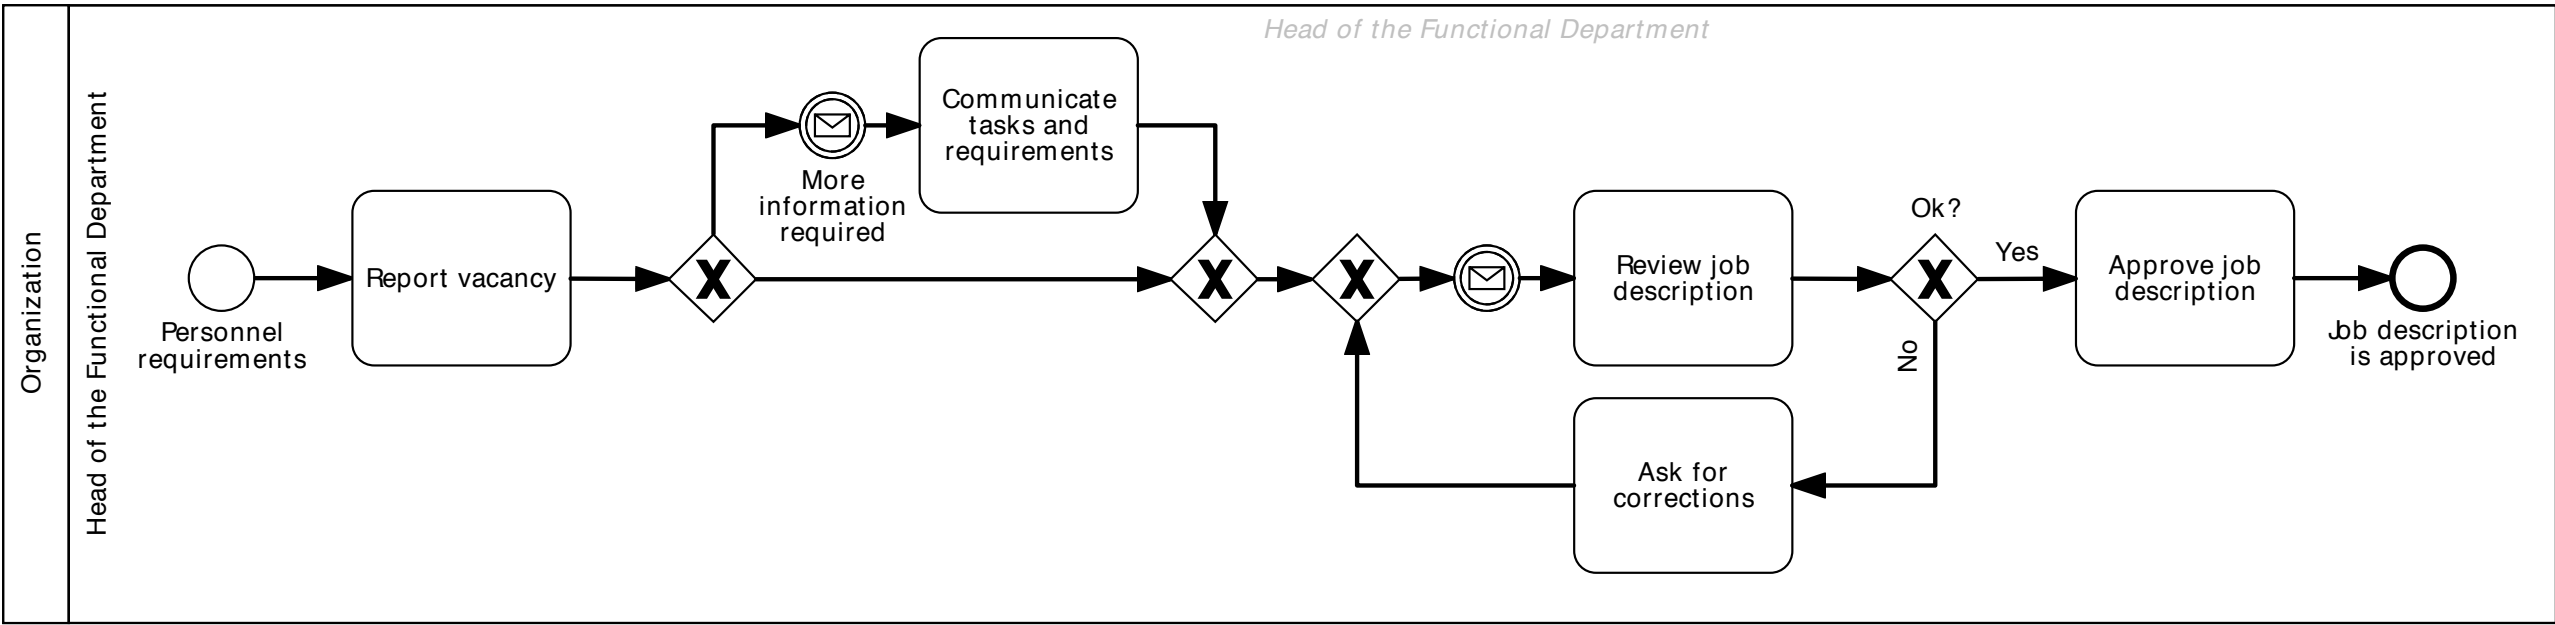 Head of the Functional Department
Organization
Head of the Functional Department
Personnel
requirements
Report vacancy
More
information
required
Communicate
tasks and
requirements
Review job
description
Ok?
Yes
No
Ask for
corrections
Approve job
description
Job description
is approved